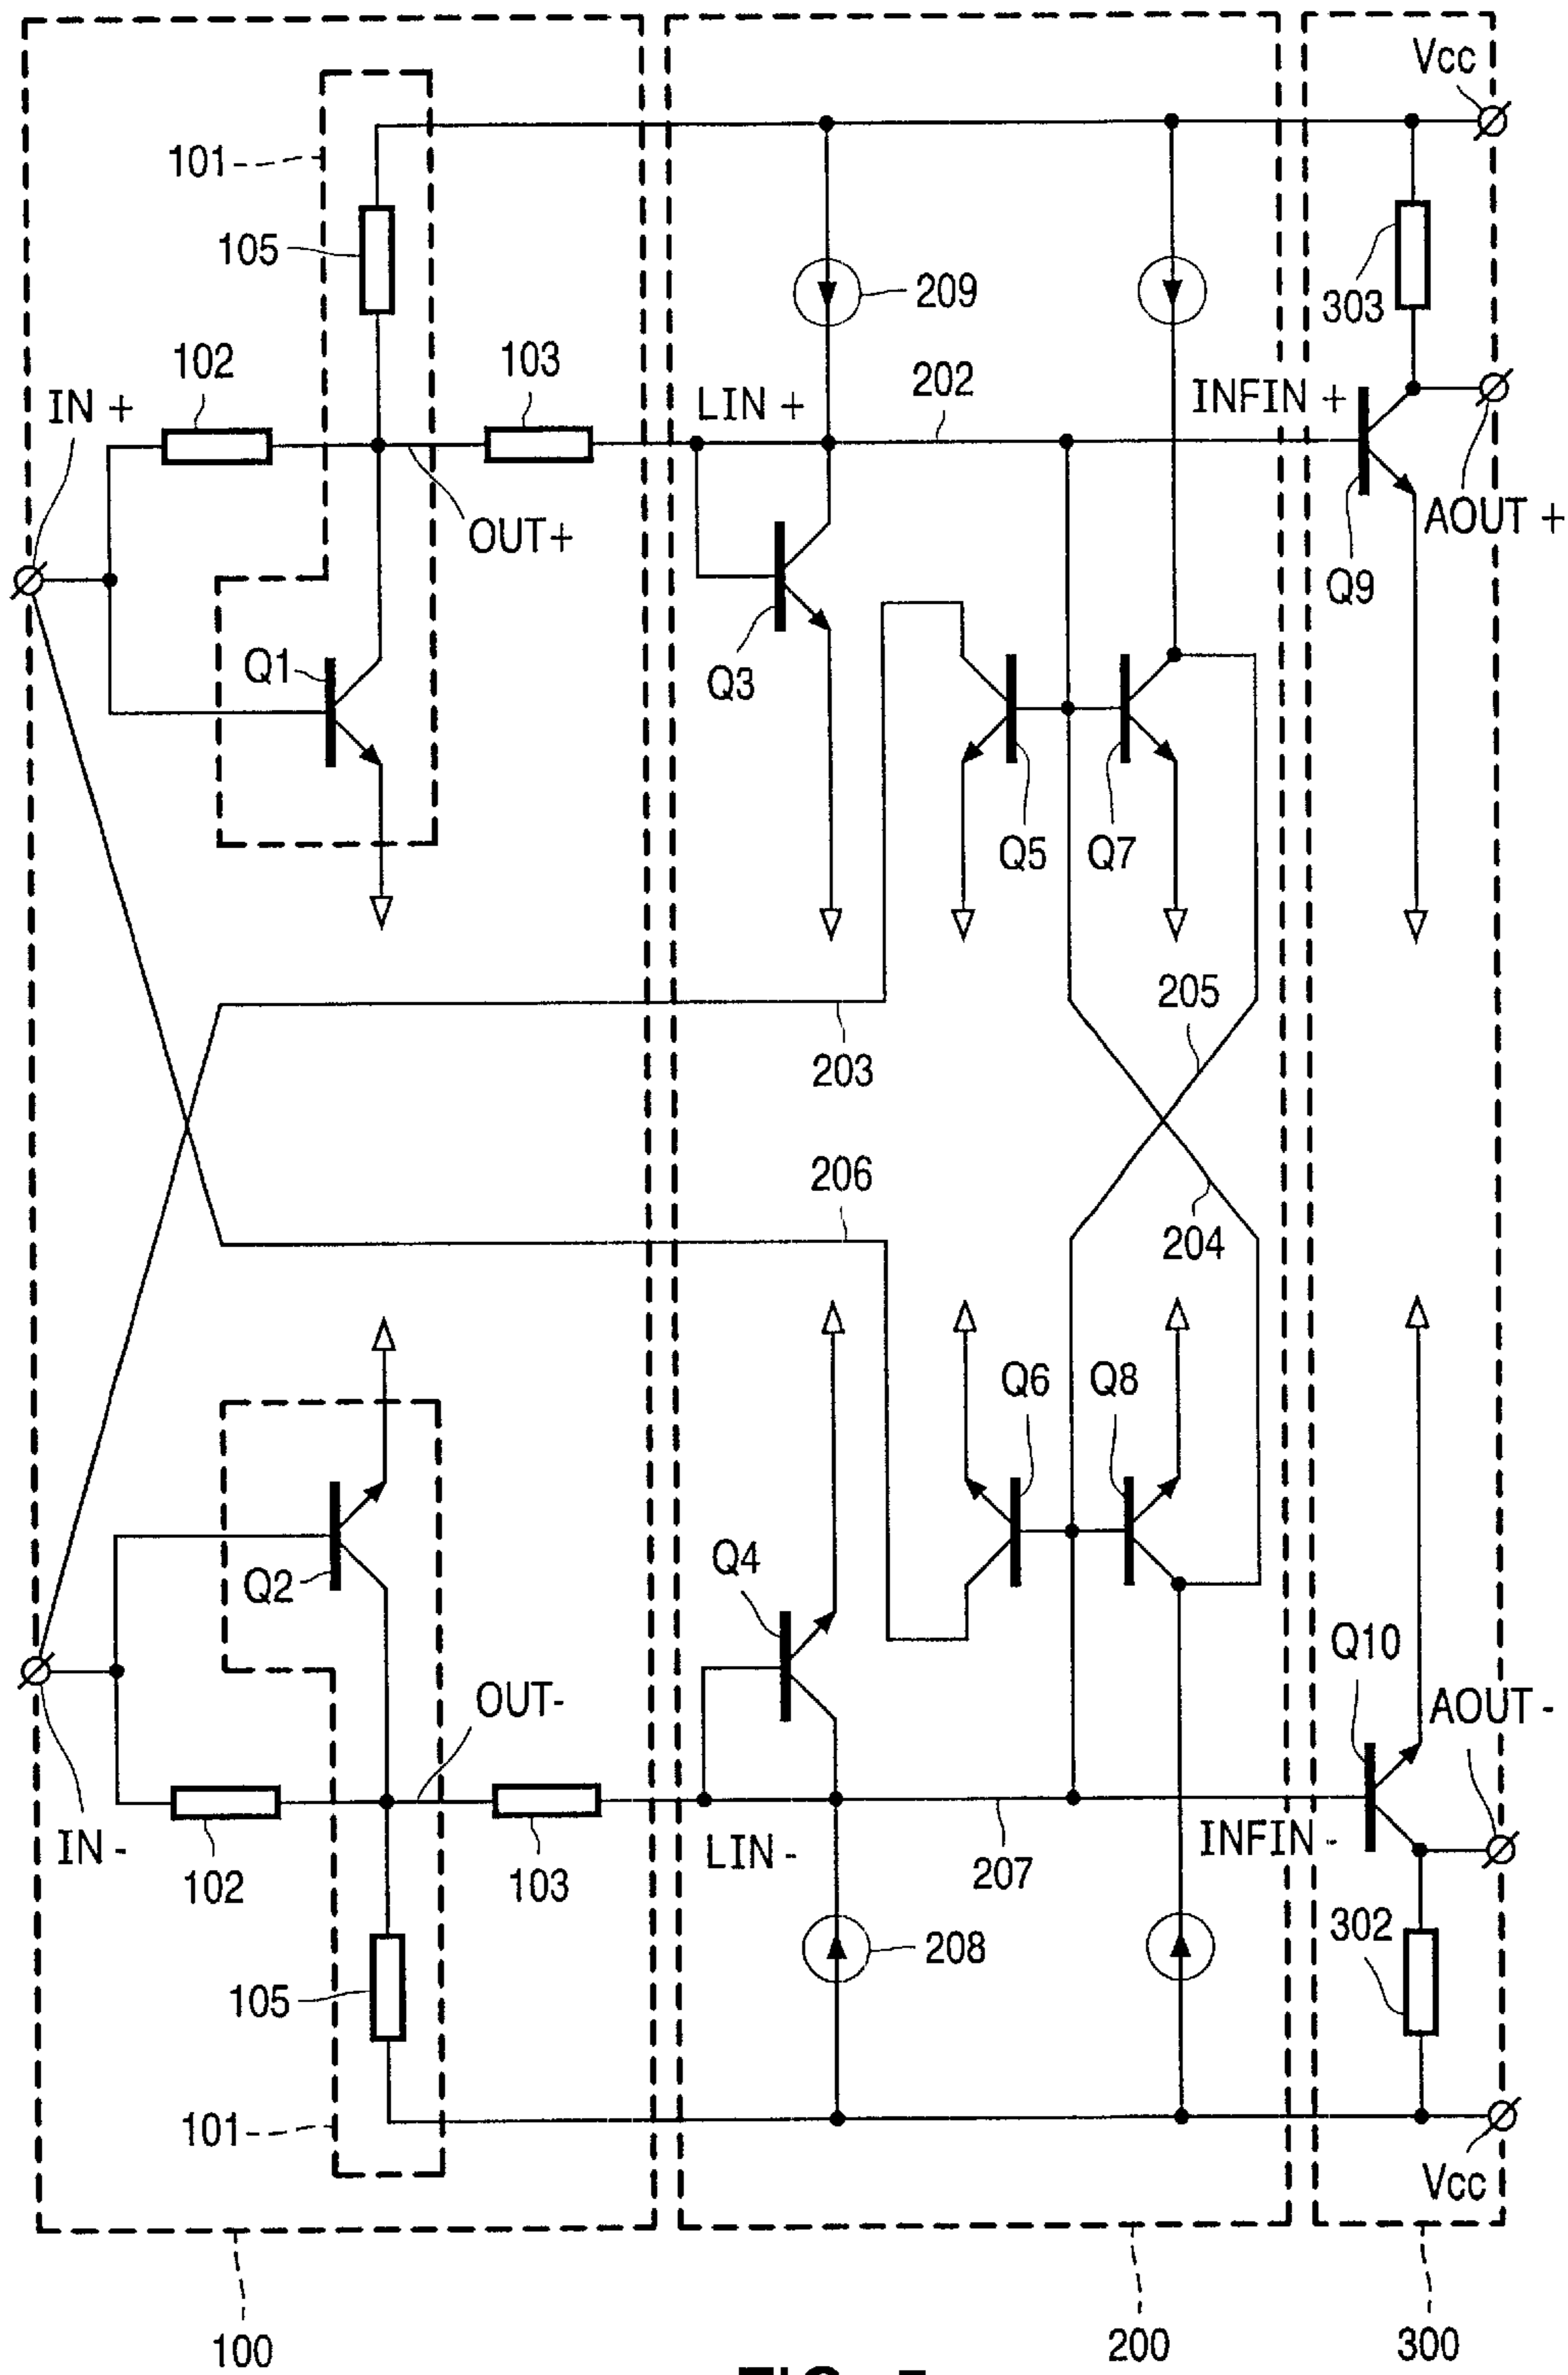 Vcc
101
105
209
303
102
103
202
IN +
LIN +
INFIN +
OUT+
AOUT +
Q9
Q1
Q3
Q5
Q7
205
203
206
204
Q6
Q8
Q4
Q2
Q10
OUT-
AOUT -
IN -
LIN-
INFIN-
102
103
207
302
208
105
101
Vcc
100
200
300